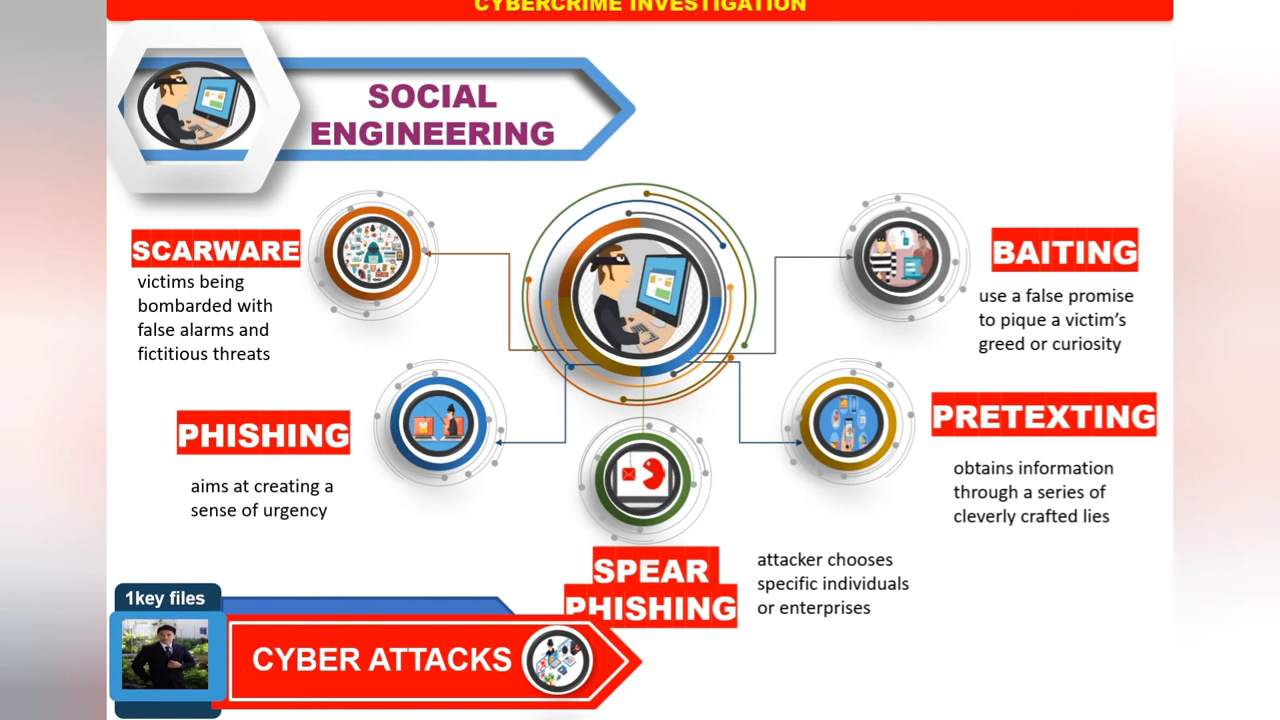 CYBERCRIME INVESTIGATION
SOCIAL
ENGINEERING
SCARWARE
victims being
bombarded with
false alarms and
fictitious threats
BAITING
use a false promise
to pique a victim's
greed or curiosity
PHISHING
aims at creating a
sense of urgency
PRETEXTING
obtains information
through a series of
cleverly crafted lies
SPEAR
PHISHING
attacker chooses
specific individuals
or enterprises
1key files
CYBER ATTACKS